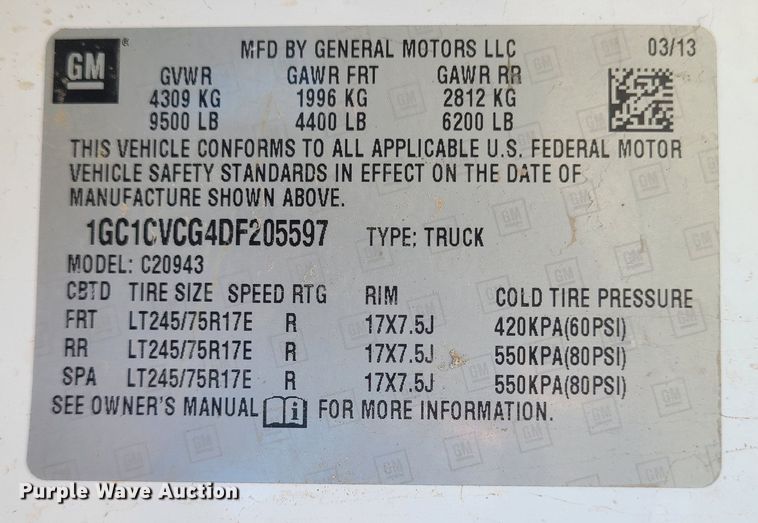 GM ® MFD BY GENERAL MOTORS LLC 03/13
GVWR GAWR FRT GAWR RR
4309 KG 1996 KG 2812 KG
9500 LB 4400 LB 6200 LB
THIS VEHICLE CONFORMS TO ALL APPLICABLE U.S. FEDERAL MOTOR
VEHICLE SAFETY STANDARDS IN EFFECT ON THE DATE OF
MANUFACTURE SHOWN ABOVE.
1GC1CVCG4DF205597 TYPE: TRUCK
MODEL: C20943
CBTD TIRE SIZE SPEED RTG RIM COLD TIRE PRESSURE
FRT LT245/75R17E R 17X7.5J 420KPA(60PSI)
RR LT245/75R17E R 17X7.5J 550KPA(80PSI)
SPA LT245/75R17E R 17X7.5J 550KPA(80PSI)
SEE OWNER'S MANUAL i FOR MORE INFORMATION.
Purple Wave Auction